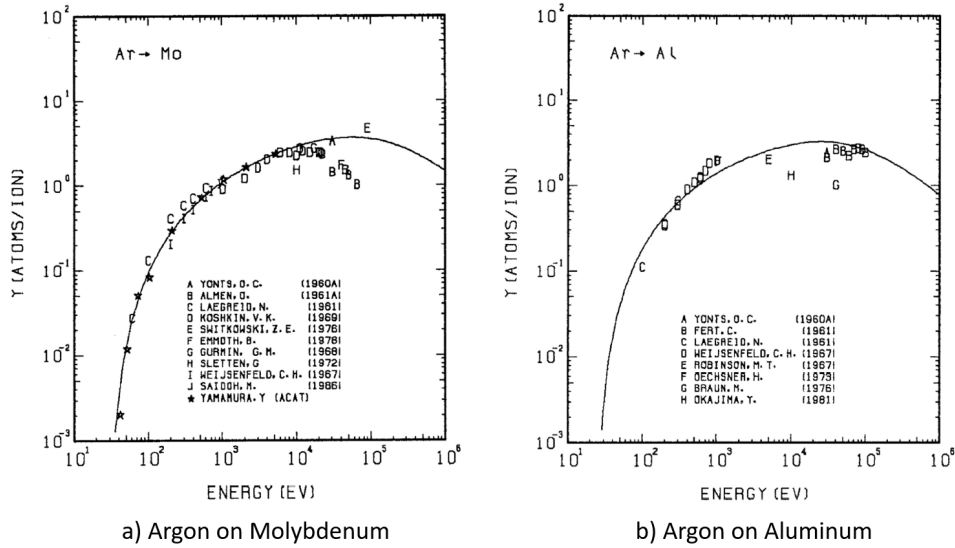 Ar→ Mo
Y (ATOMS/ION)
10² 
10¹
10⁰
10⁻¹
10⁻²
10⁻³
A YONTS,O.C. (1960A)
B ALMEN,O. (1961A)
C LAEGREID,N. (1961)
D KOSHKIN,V.K. (1969)
E SWITKOWSKI,Z.E. (1976)
F EMMOTH,B. (1978)
G GURMIN, G.M. (1968)
H SLETTEN,G (1972)
I WEIJSENFELD,C.H. (1967)
J SAIDOH,M. (1986)
★ YAMAMURA,Y (ACAT)
10¹ 10² 10³ 10⁴ 10⁵ 10⁶
ENERGY (EV)
a) Argon on Molybdenum
Ar→ Al
Y (ATOMS/ION)
10²
10¹
10⁰
10⁻¹
10⁻²
10⁻³
A YONTS,O.C. (1960A)
B FERT,C. (1961)
C LAEGREID,N. (1961)
D WEIJSENFELD,C.H. (1967)
E ROBINSON,M.T. (1967)
F OECHSNER,H. (1973)
G BRAUN,M. (1976)
H OKAJIMA,Y. (1981)
10¹ 10² 10³ 10⁴ 10⁵ 10⁶
ENERGY (EV)
b) Argon on Aluminum